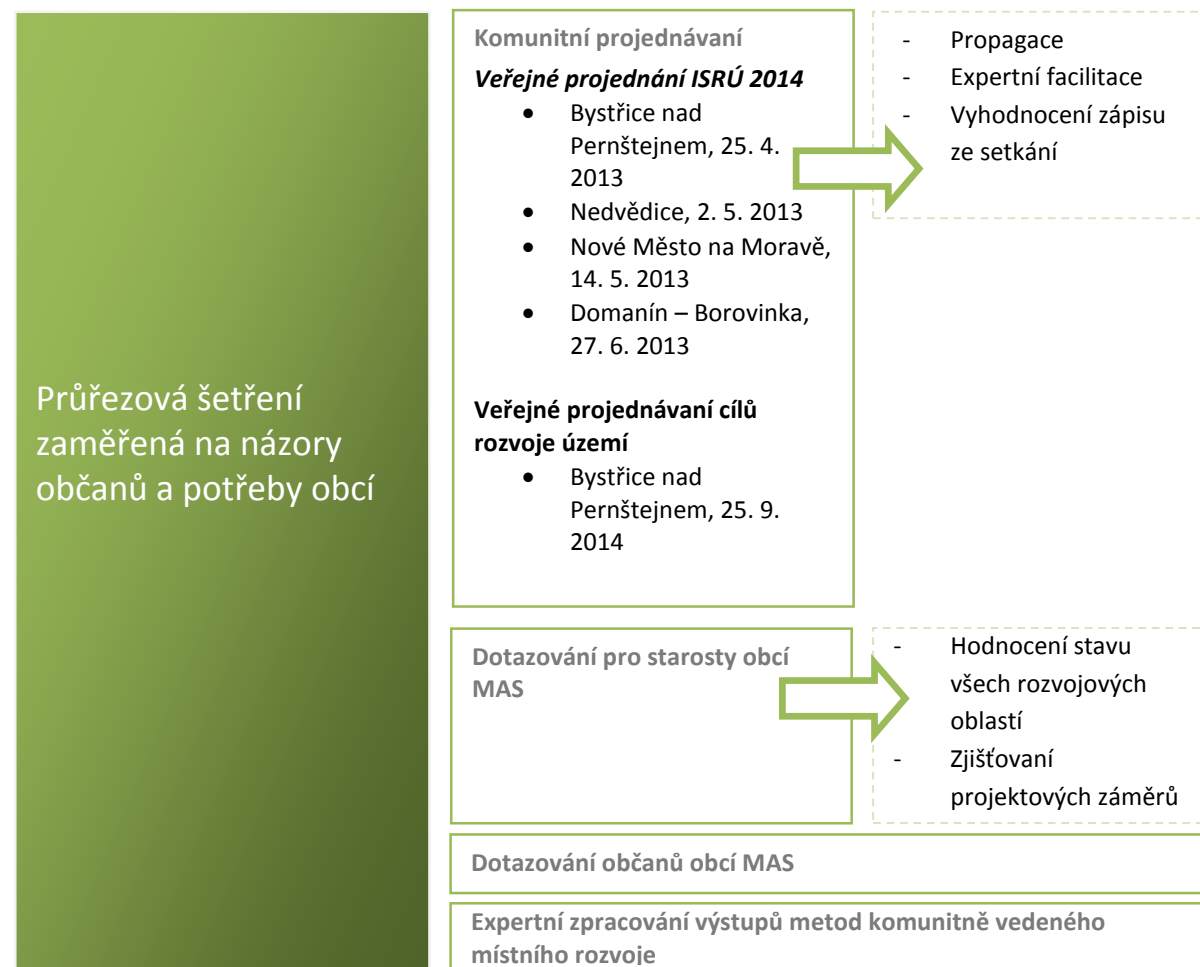 Průřezová šetření
zaměřená na názory
občanů a potřeby obcí
Komunitní projednávaní
Veřejné projednání ISRÚ 2014
• Bystřice nad
Pernštejnem, 25. 4.
2013
• Nedvědice, 2. 5. 2013
• Nové Město na Moravě,
14. 5. 2013
• Domanín – Borovinka,
27. 6. 2013
Veřejné projednávaní cílů
rozvoje území
• Bystřice nad
Pernštejnem, 25. 9.
2014
- Propagace
- Expertní facilitace
- Vyhodnocení zápisu
ze setkání
Dotazování pro starosty obcí
MAS
- Hodnocení stavu
všech rozvojových
oblastí
- Zjišťovaní
projektových záměrů
Dotazování občanů obcí MAS
Expertní zpracování výstupů metod komunitně vedeného
místního rozvoje